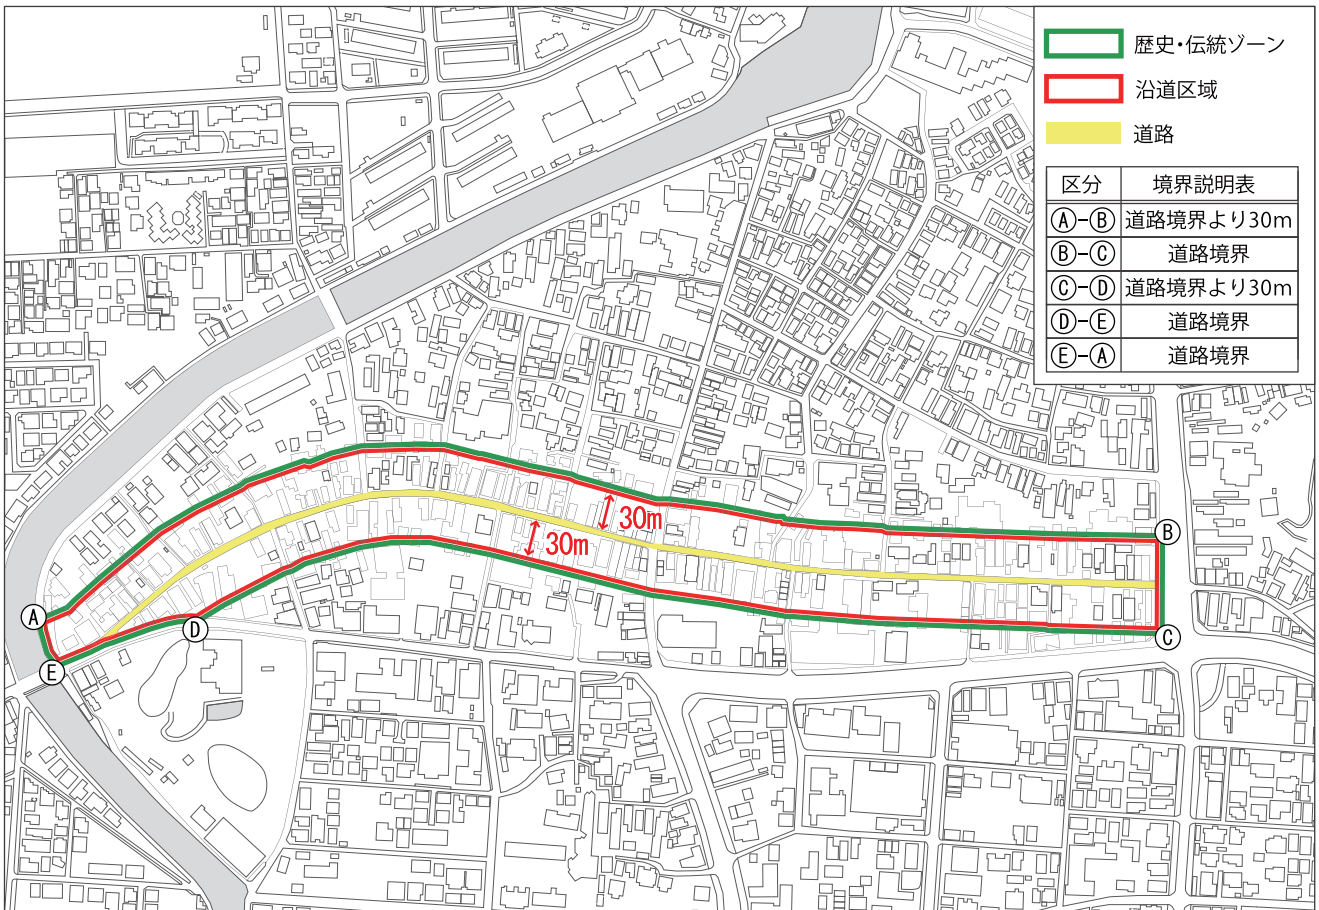 歴史・伝統ゾーン
沿道区域
道路
区分 境界説明表
Ⓐ-Ⓑ 道路境界より30m
Ⓑ-Ⓒ 道路境界
Ⓒ-Ⓓ 道路境界より30m
Ⓓ-Ⓔ 道路境界
Ⓔ-Ⓐ 道路境界
30m
30m
Ⓑ
Ⓐ
Ⓓ
Ⓒ
Ⓔ